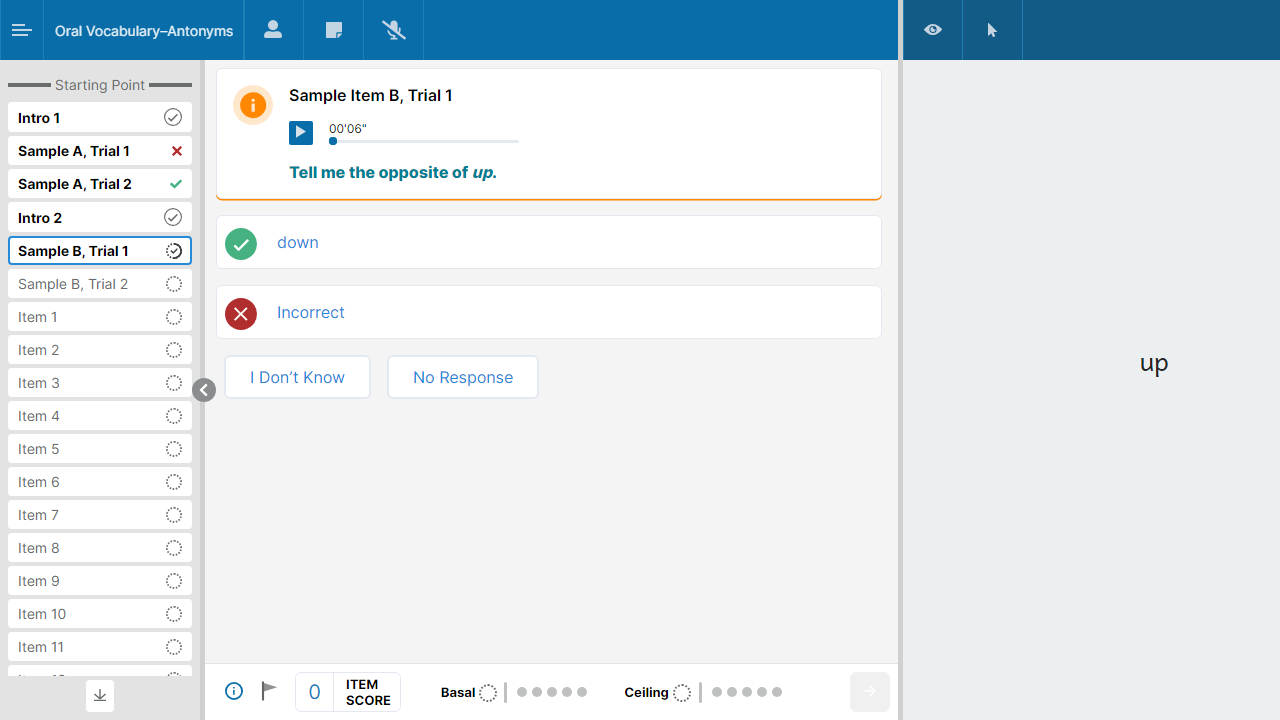 Oral Vocabulary–Antonyms
Starting Point
Intro 1
Sample A, Trial 1
Sample A, Trial 2
Intro 2
Sample B, Trial 1
Sample B, Trial 2
Item 1
Item 2
Item 3
Item 4
Item 5
Item 6
Item 7
Item 8
Item 9
Item 10
Item 11
Sample Item B, Trial 1
00'06"
Tell me the opposite of up.
down
Incorrect
I Don’t Know
No Response
0
ITEM
SCORE
Basal
Ceiling
up